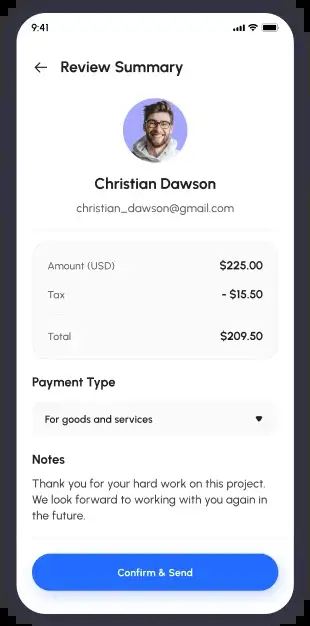 9:41
Review Summary
Christian Dawson
christian_dawson@gmail.com
Amount (USD) $225.00
Tax - $15.50
Total $209.50
Payment Type
For goods and services
Notes
Thank you for your hard work on this project.
We look forward to working with you again in
the future.
Confirm & Send